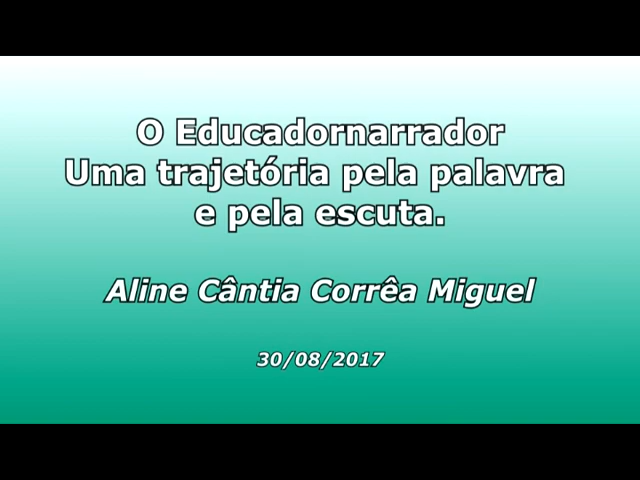 O Educadornarrador
Uma trajetória pela palavra
e pela escuta.
Aline Cântia Corrêa Miguel
30/08/2017